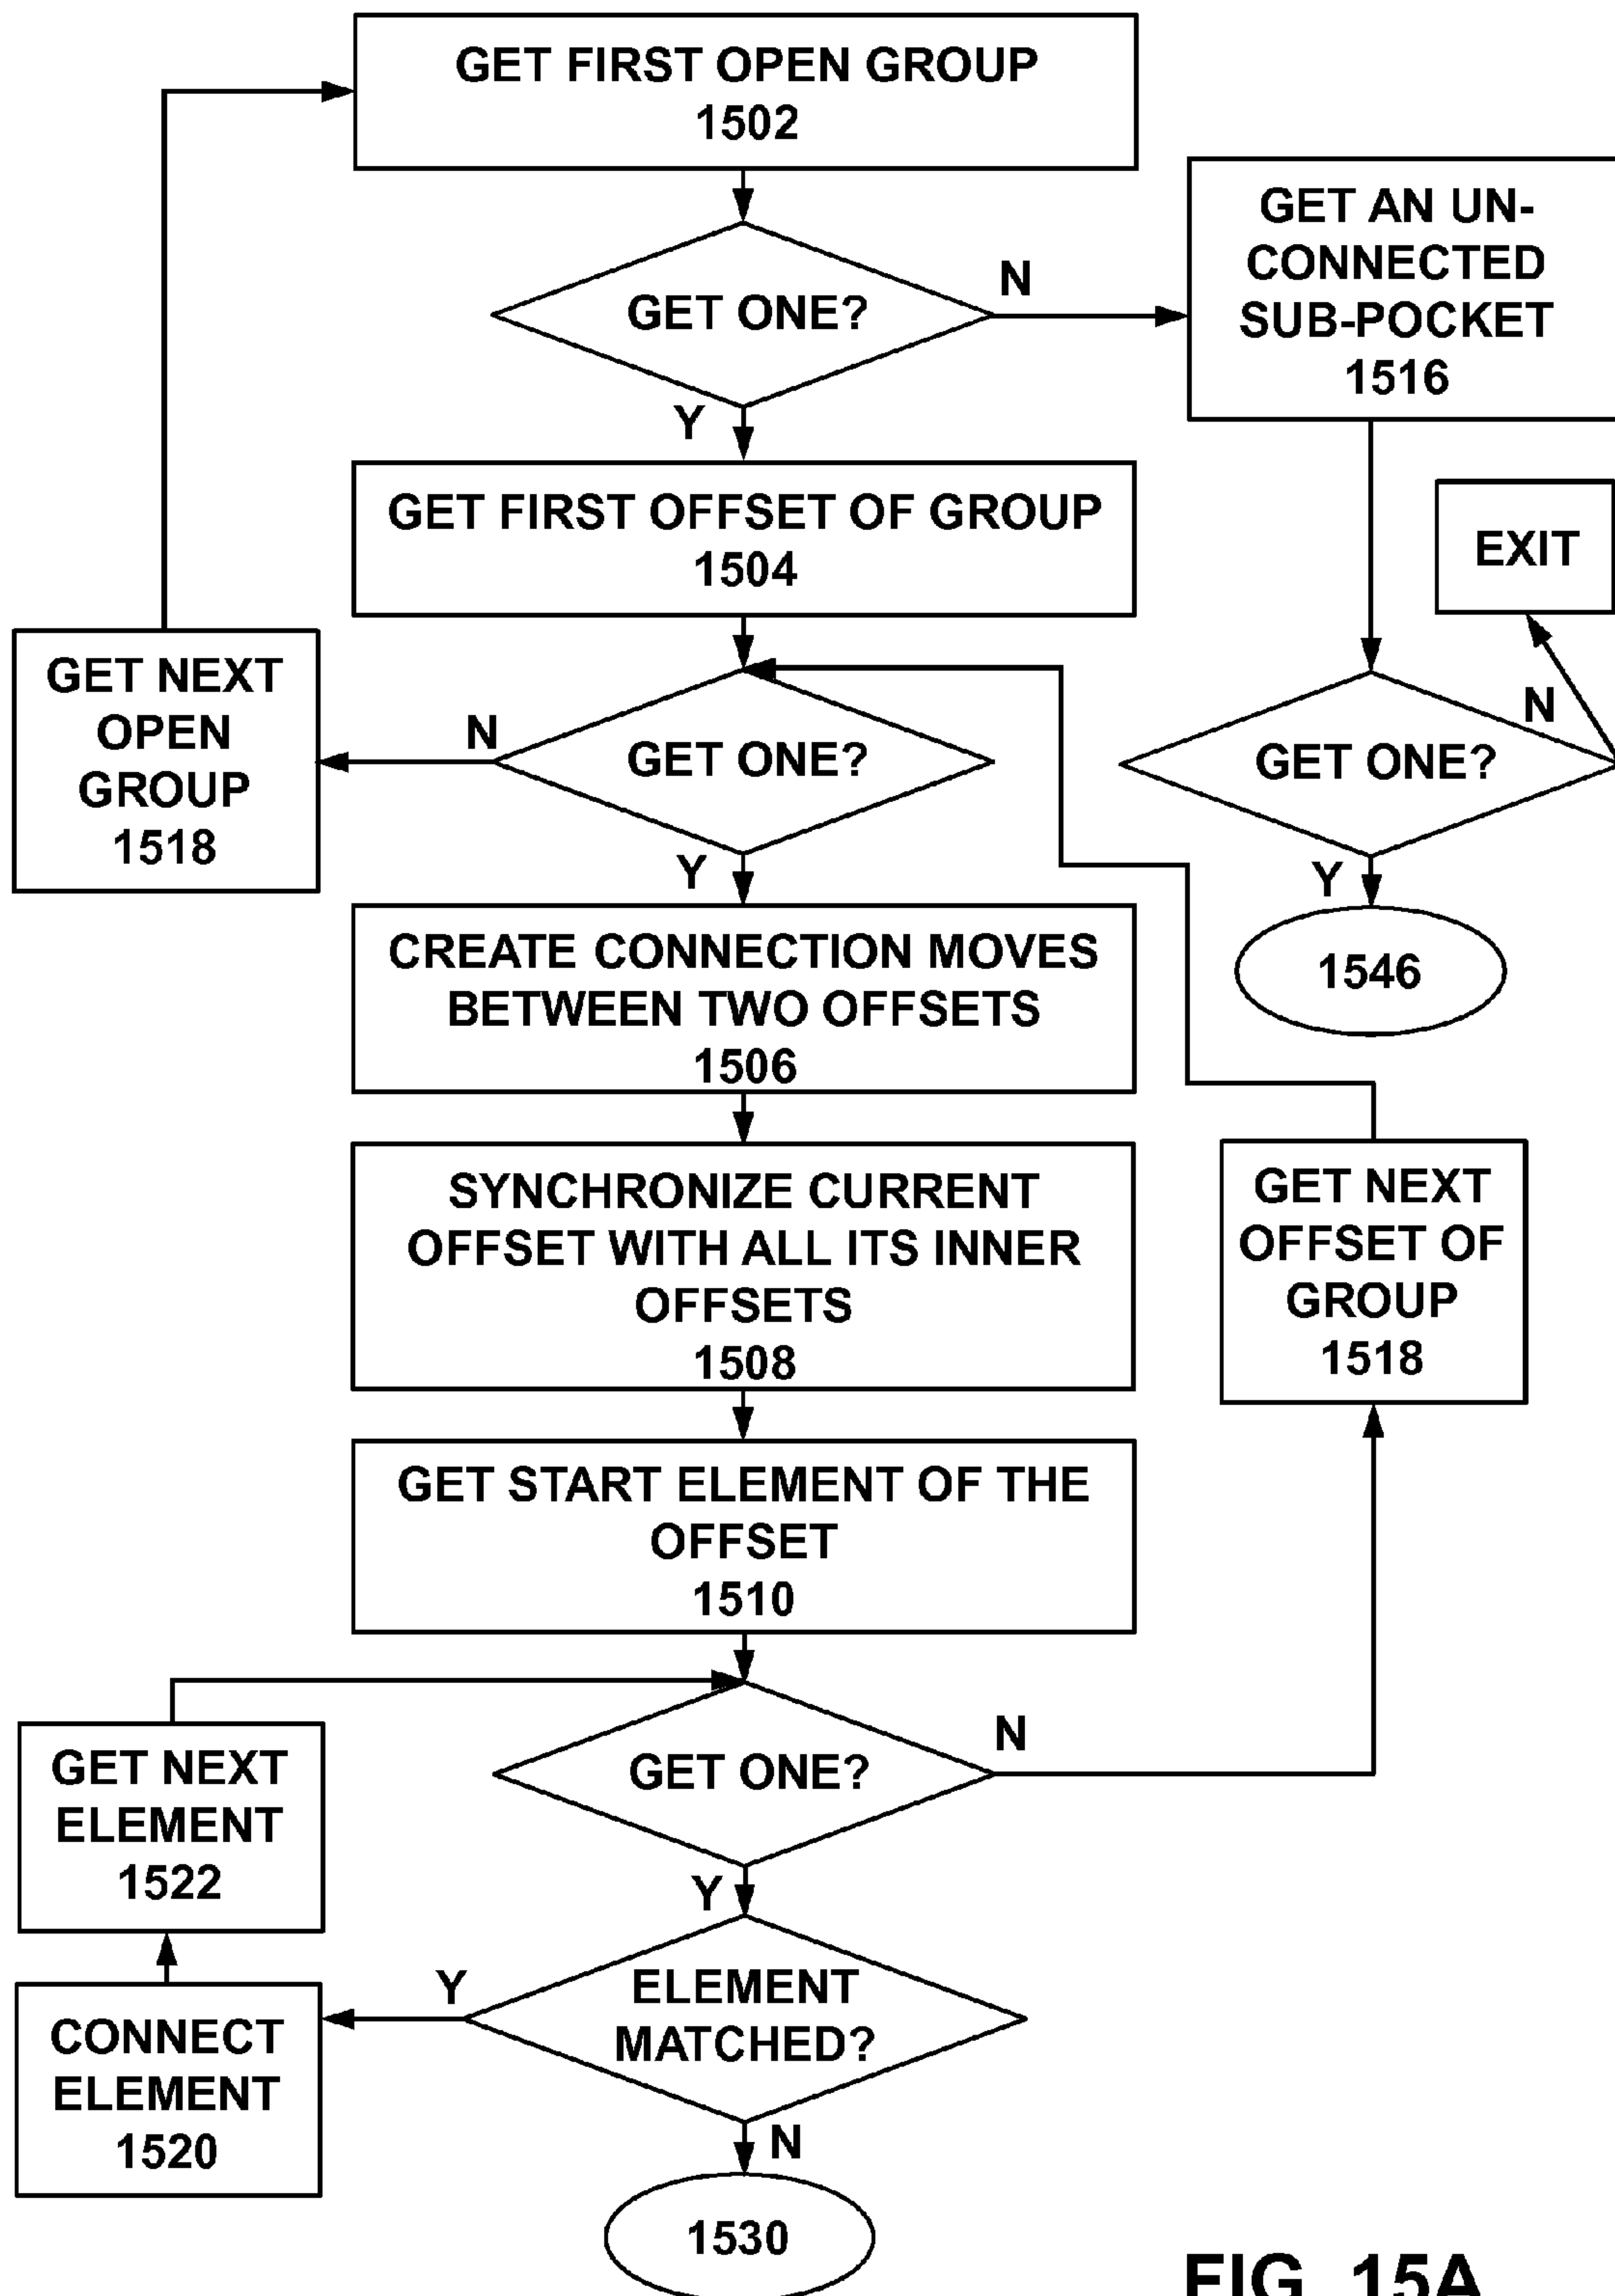 GET FIRST OPEN GROUP
1502
GET AN UN-
CONNECTED
SUB-POCKET
1516
GET ONE?
N
Y
GET FIRST OFFSET OF GROUP
1504
EXIT
GET NEXT
OPEN
GROUP
1518
N
GET ONE?
Y
GET ONE?
N
Y
1546
CREATE CONNECTION MOVES
BETWEEN TWO OFFSETS
1506
SYNCHRONIZE CURRENT
OFFSET WITH ALL ITS INNER
OFFSETS
1508
GET NEXT
OFFSET OF
GROUP
1518
GET START ELEMENT OF THE
OFFSET
1510
GET NEXT
ELEMENT
1522
GET ONE?
N
Y
CONNECT
ELEMENT
1520
Y
ELEMENT
MATCHED?
N
1530
FIG. 15A